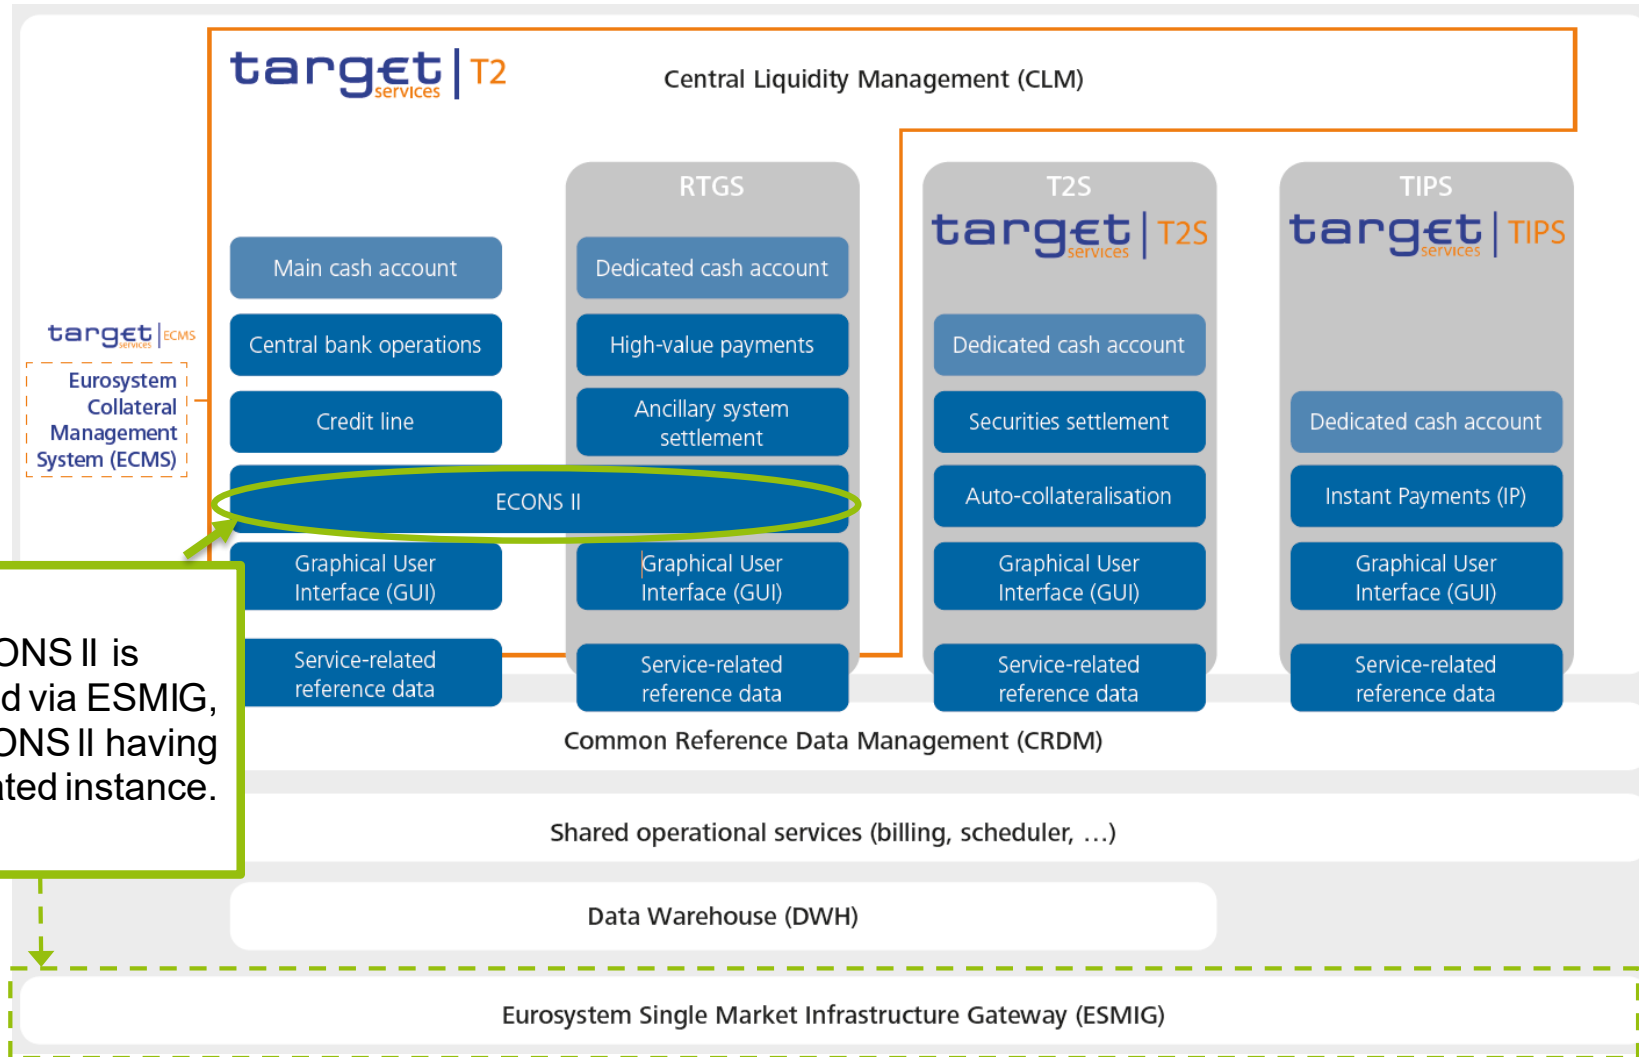 target services | T2
Central Liquidity Management (CLM)
RTGS
T2S
TIPS
target services | T2S
target services | TIPS
Main cash account
Dedicated cash account
target services | ECMS
Central bank operations
High-value payments
Dedicated cash account
Eurosystem
Collateral
Management
System (ECMS)
Credit line
Ancillary system
settlement
Securities settlement
Dedicated cash account
ECONS II
Auto-collateralisation
Instant Payments (IP)
Graphical User
Interface (GUI)
Graphical User
Interface (GUI)
Graphical User
Interface (GUI)
Graphical User
Interface (GUI)
ONS II is
d via ESMIG,
ONS II having
ated instance.
Service-related
reference data
Service-related
reference data
Service-related
reference data
Service-related
reference data
Common Reference Data Management (CRDM)
Shared operational services (billing, scheduler, …)
Data Warehouse (DWH)
Eurosystem Single Market Infrastructure Gateway (ESMIG)